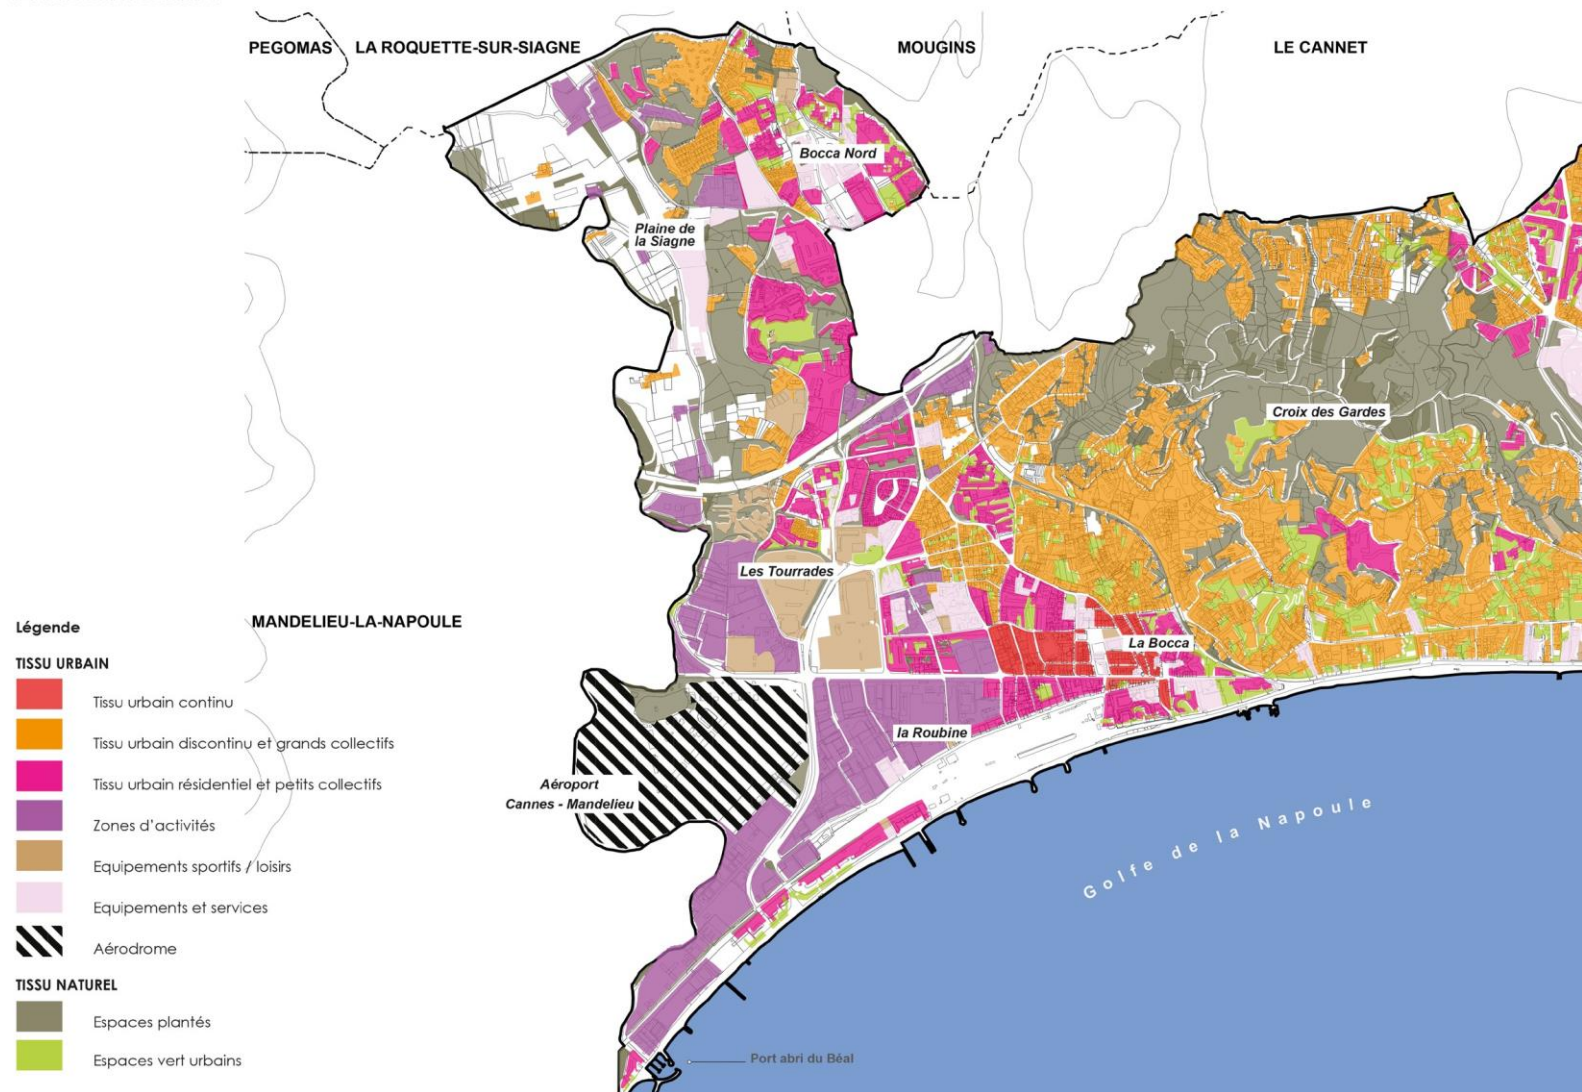 PEGOMAS
LA ROQUETTE-SUR-SIAGNE
MOUGINS
LE CANNET
Bocca Nord
Plaine de
la Siagne
Croix des Gardes
Les Tourrades
MANDELIEU-LA-NAPOULE
La Bocca
la Roubine
Aéroport
Cannes - Mandelieu
Golfe de la Napoule
Port abri du Béal
Légende
TISSU URBAIN
Tissu urbain continu
Tissu urbain discontinu et grands collectifs
Tissu urbain résidentiel et petits collectifs
Zones d'activités
Equipements sportifs / loisirs
Equipements et services
Aérodrome
TISSU NATUREL
Espaces plantés
Espaces vert urbains